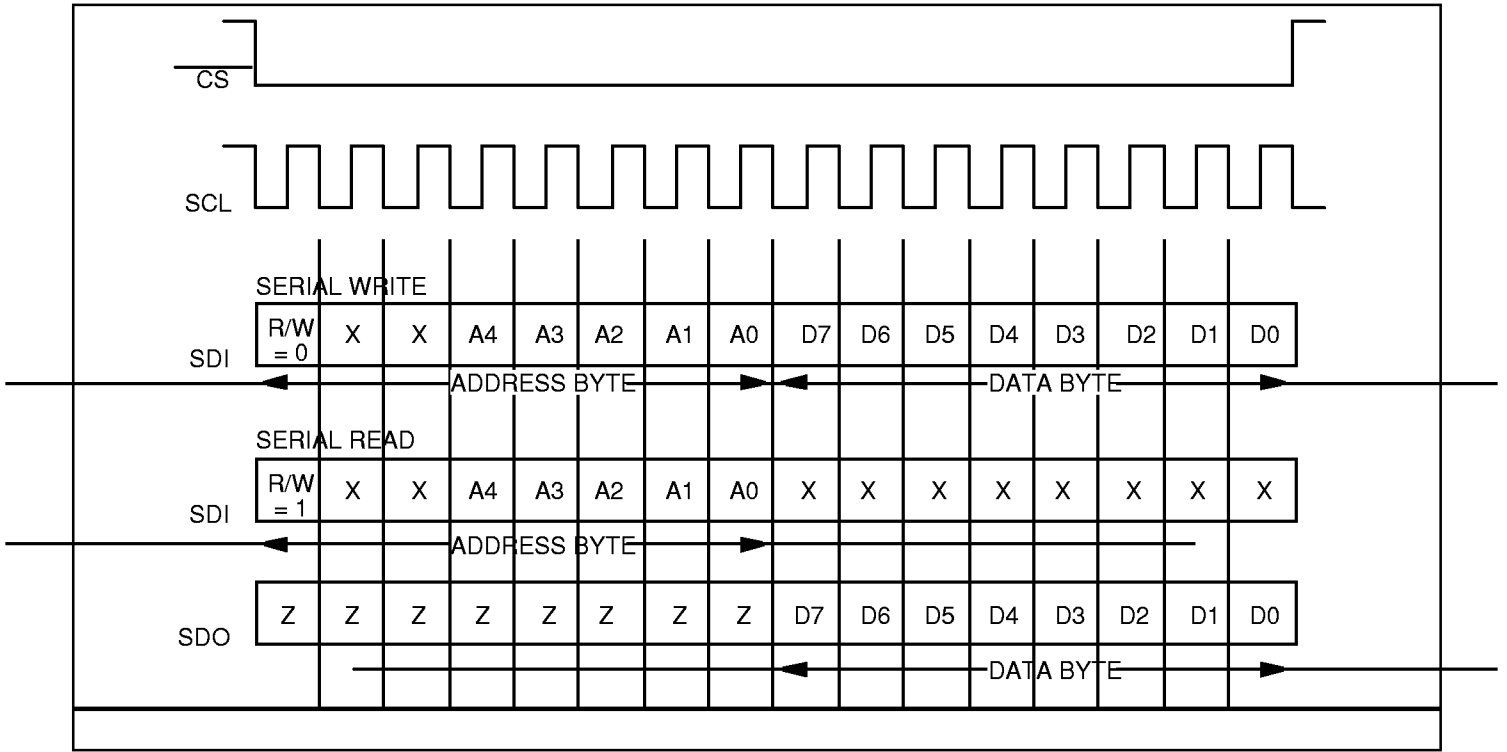 CS
SCL
SERIAL WRITE
SDI R/W = 0 X X A4 A3 A2 A1 A0 D7 D6 D5 D4 D3 D2 D1 D0
ADDRESS BYTE DATA BYTE
SERIAL READ
SDI R/W = 1 X X A4 A3 A2 A1 A0 X X X X X X X X
ADDRESS BYTE
SDO Z Z Z Z Z Z Z Z D7 D6 D5 D4 D3 D2 D1 D0
DATA BYTE